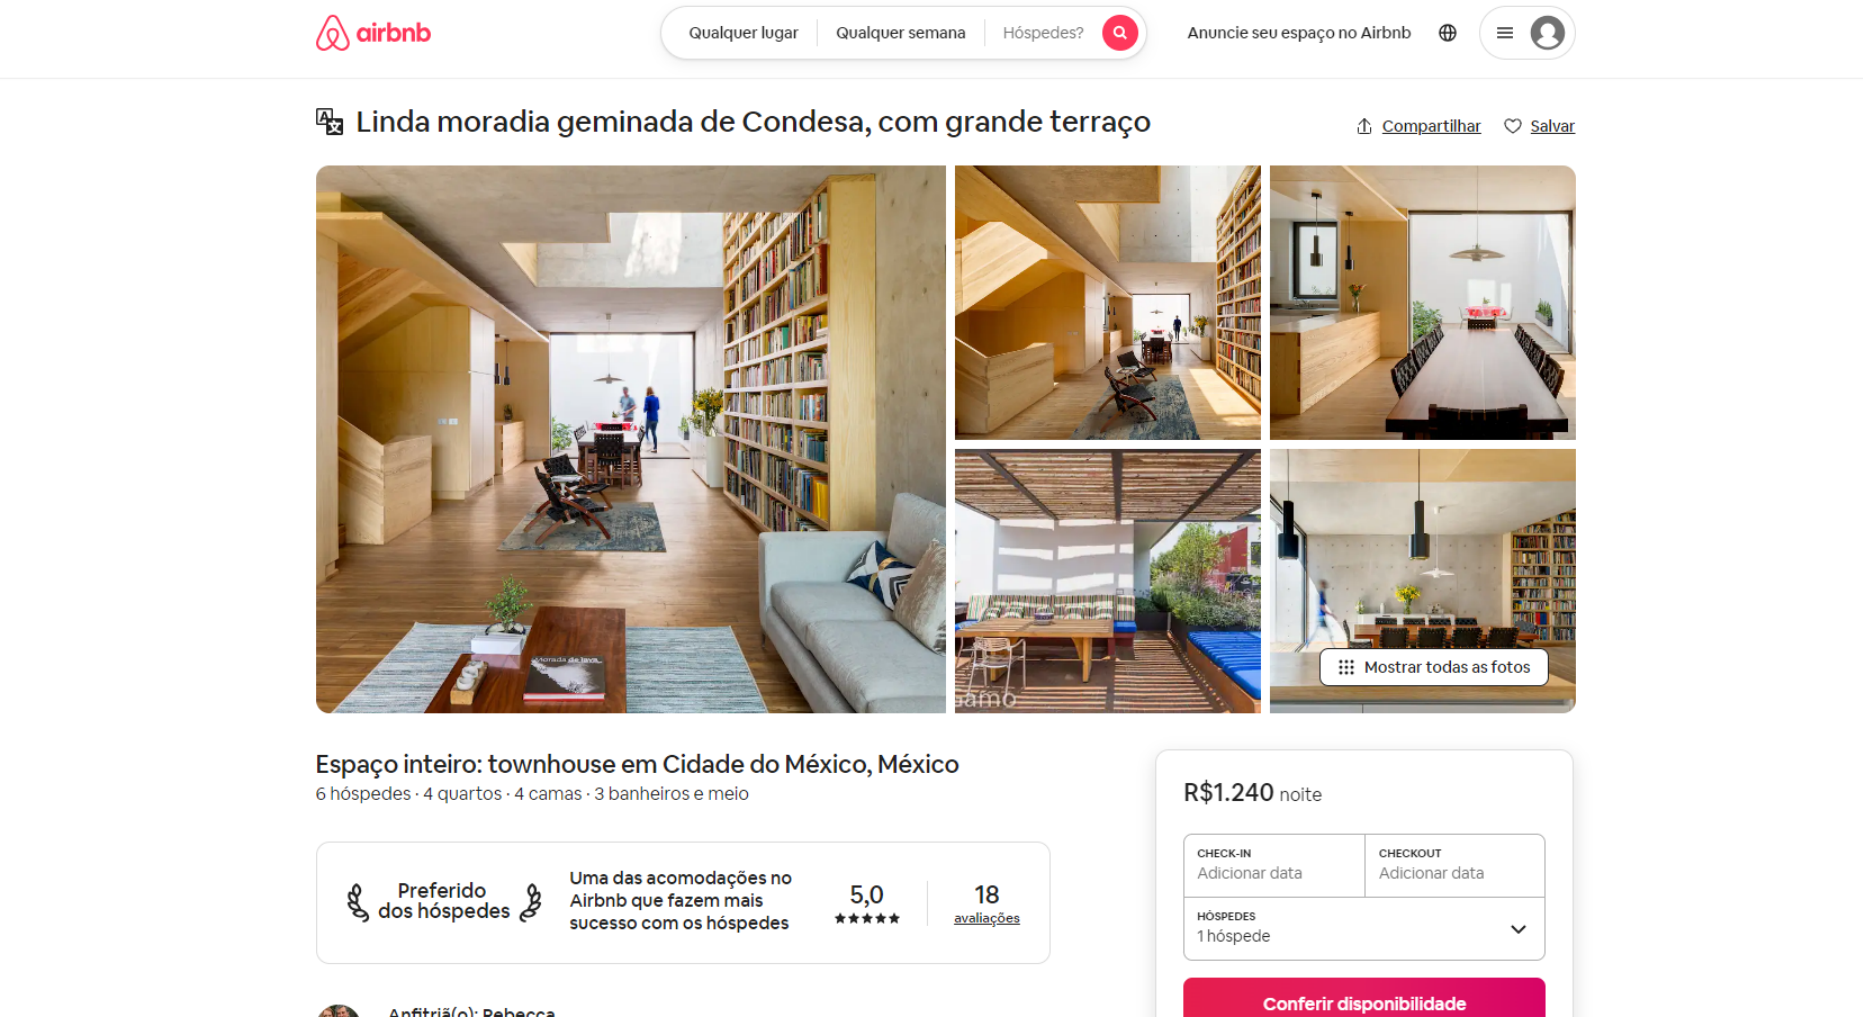 airbnb
Qualquer lugar
Qualquer semana
Hóspedes?
Anuncie seu espaço no Airbnb
Linda moradia geminada de Condesa, com grande terraço
Compartilhar
Salvar
Morada de lava
Mostrar todas as fotos
Espaço inteiro: townhouse em Cidade do México, México
6 hóspedes · 4 quartos · 4 camas · 3 banheiros e meio
Preferido
dos hóspedes
Uma das acomodações no
Airbnb que fazem mais
sucesso com os hóspedes
5,0
18
avaliações
R$1.240 noite
CHECK-IN
Adicionar data
CHECKOUT
Adicionar data
HÓSPEDES
1 hóspede
Conferir disponibilidade
Anfitriã(o): Rebecca